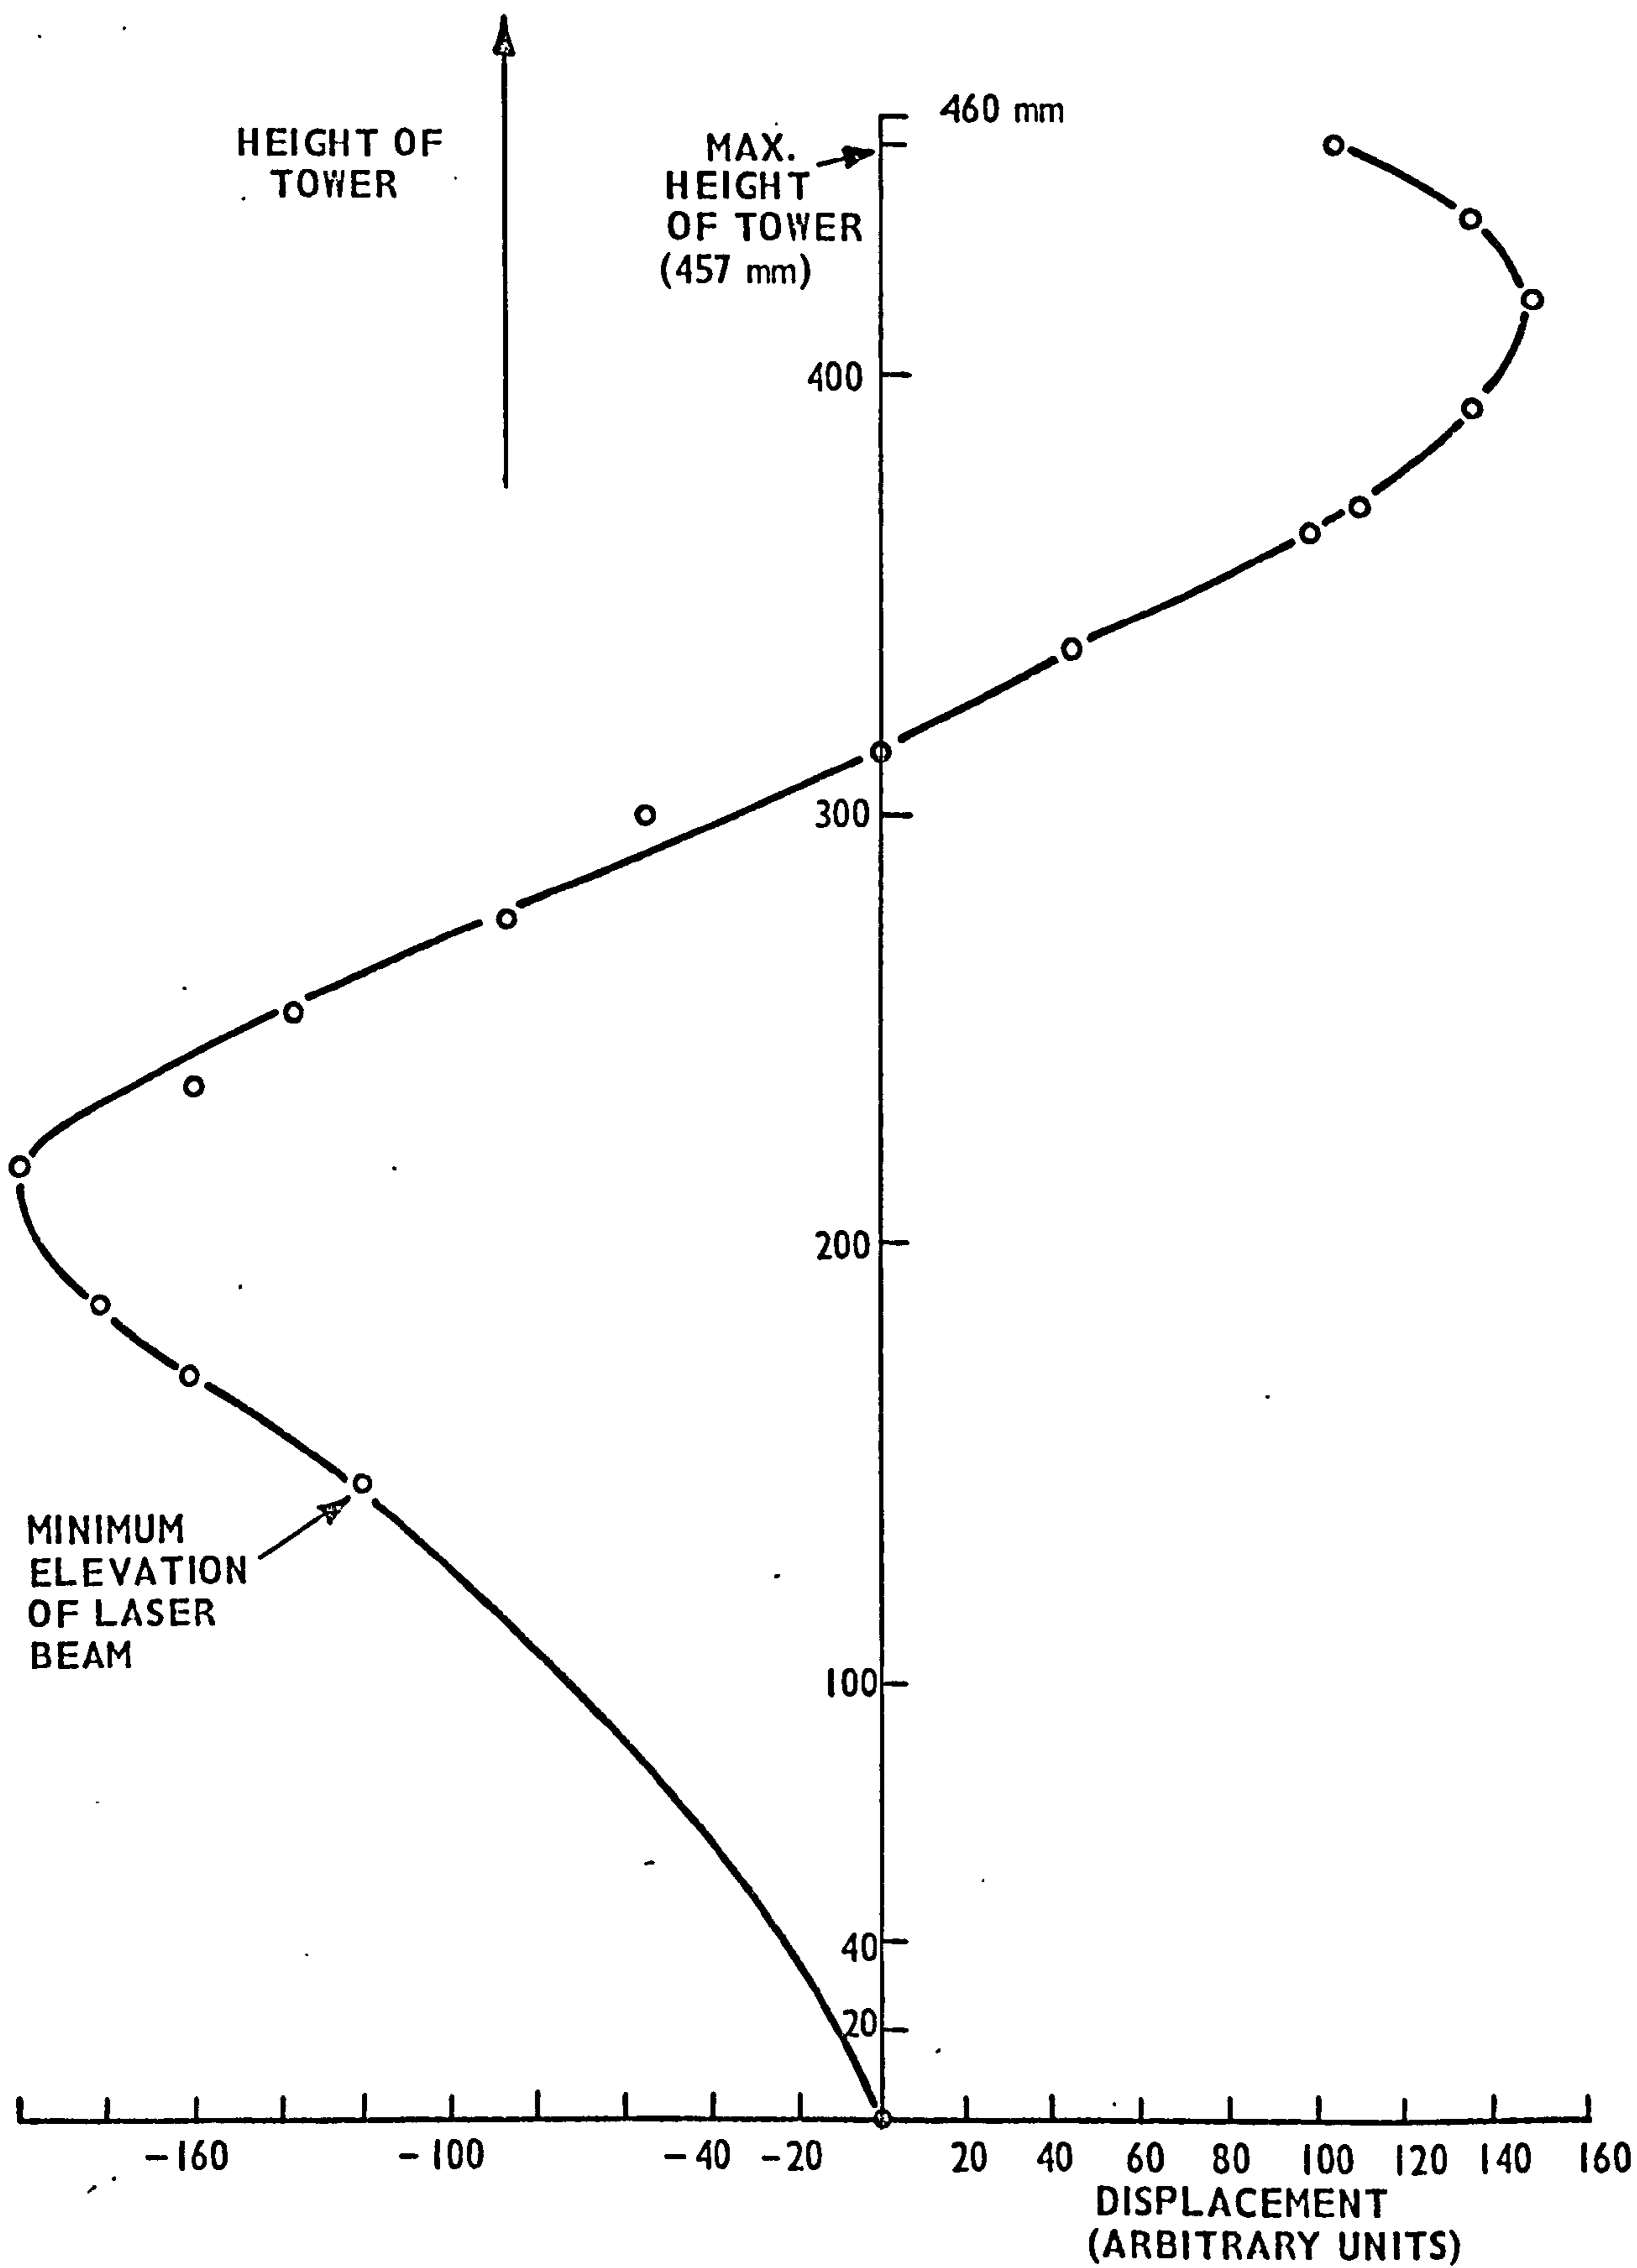 460 mm
HEIGHT OF
TOWER
MAX.
HEIGHT
OF TOWER
(457 mm)
400
300
200
MINIMUM
ELEVATION
OF LASER
BEAM
100
40
20
-160 -100 -40 -20 20 40 60 80 100 120 140 160
DISPLACEMENT
(ARBITRARY UNITS)